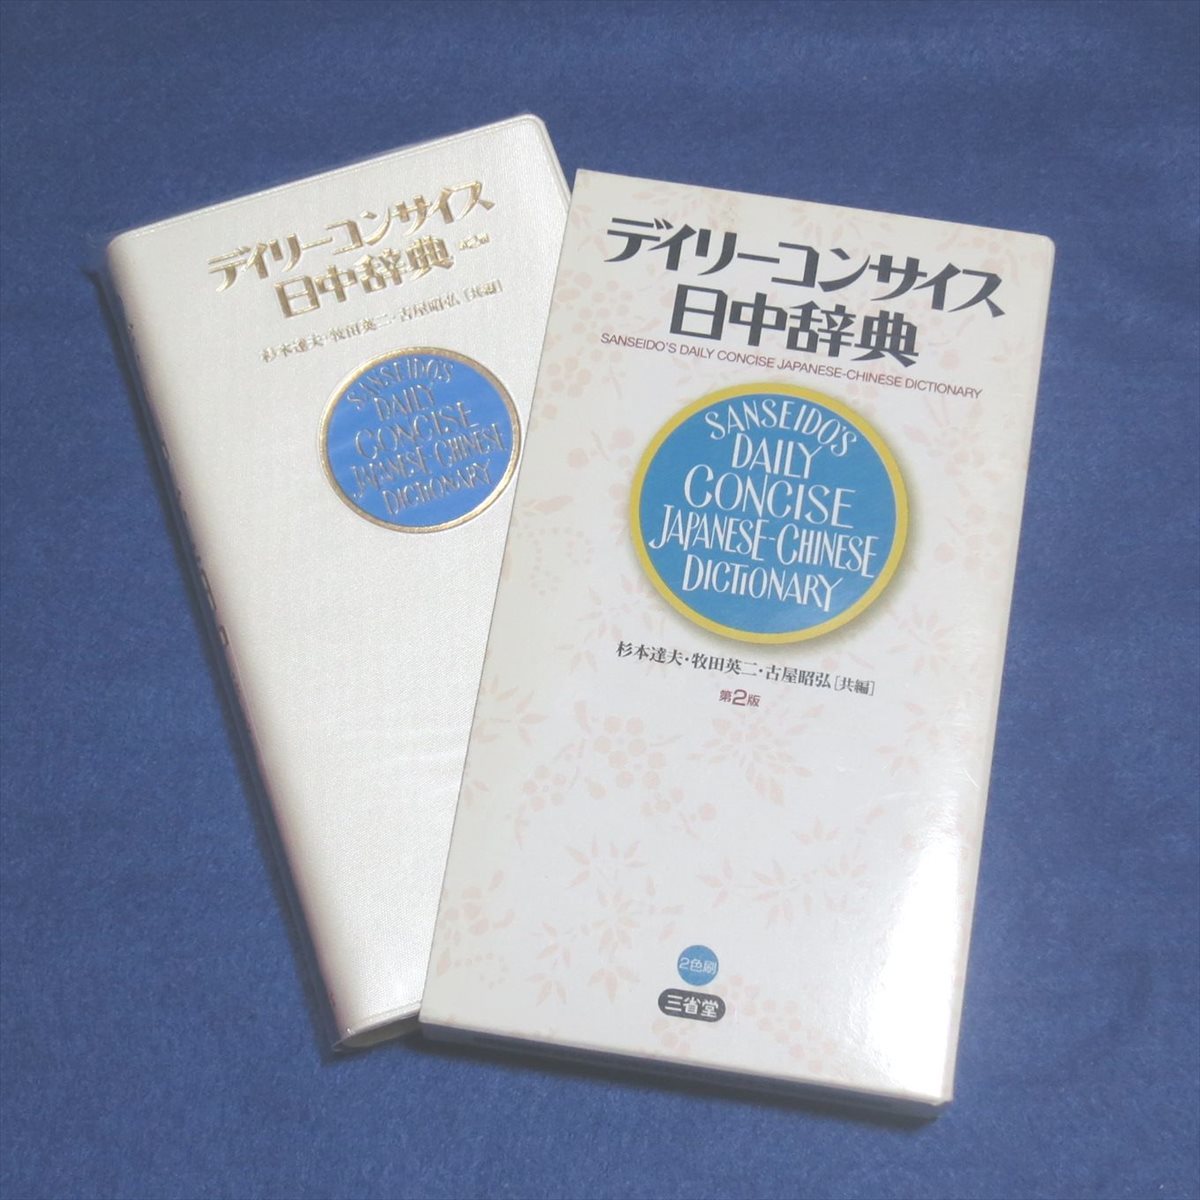 デイリーコンサイス
日中辞典 第2版
杉本達夫・牧田英二・古屋昭弘[共編]
SANSEIDO'S
DAILY
CONCISE
JAPANESE-CHINESE
DICTIONARY
デイリーコンサイス
日中辞典
SANSEIDO'S DAILY CONCISE JAPANESE-CHINESE DICTIONARY
SANSEIDO'S
DAILY
CONCISE
JAPANESE-CHINESE
DICTIONARY
杉本達夫・牧田英二・古屋昭弘[共編]
第2版
2色刷
三省堂